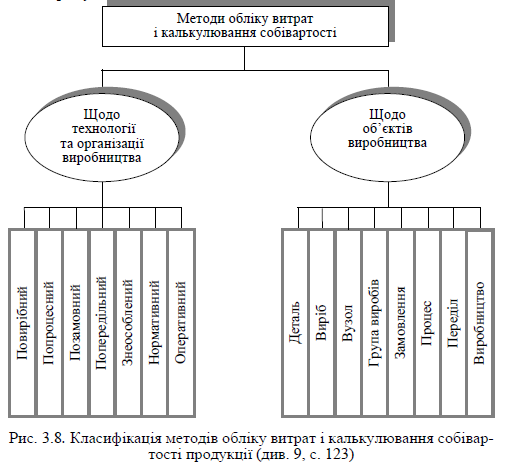 Методи обліку витрат
і калькулювання собівартості
Щодо
технології
та організації
виробництва
Щодо
об’єктів
виробництва
Повирібний
Попроцесний
Позамовний
Попередільний
Знеособлений
Нормативний
Оперативний
Деталь
Виріб
Вузол
Група виробів
Замовлення
Процес
Переділ
Виробництво
Рис. 3.8. Класифікація методів обліку витрат і калькулювання собівар-
тості продукції (див. 9, с. 123)